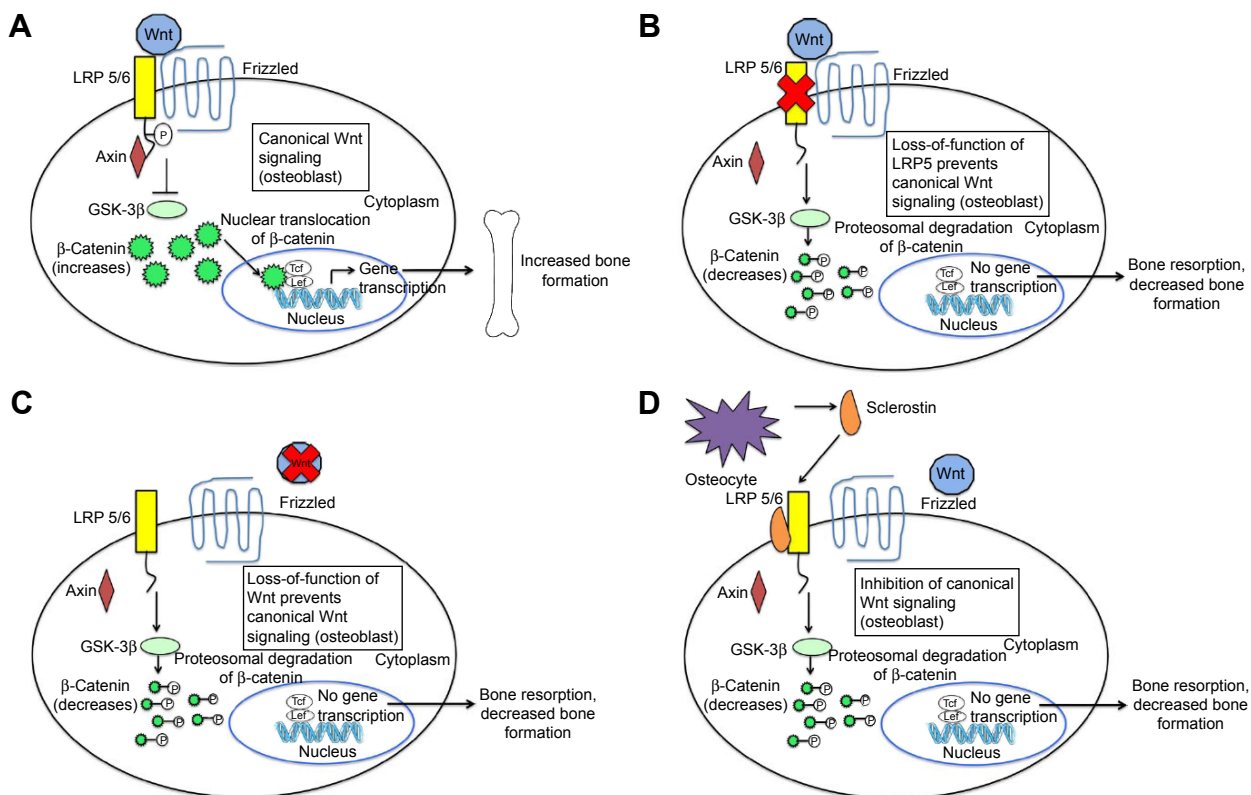 A
Wnt
LRP 5/6
Frizzled
P
Axin
Canonical Wnt
signaling
(osteoblast)
Cytoplasm
GSK-3β
Nuclear translocation
of β-catenin
β-Catenin
(increases)
Tcf
Lef
Gene
transcription
Nucleus
Increased bone
formation
B
Wnt
LRP 5/6
Frizzled
Axin
Loss-of-function of
LRP5 prevents
canonical Wnt
signaling (osteoblast)
GSK-3β
Proteosomal degradation
of β-catenin
Cytoplasm
β-Catenin
(decreases)
P
P
P
P
P
P
P
Tcf
Lef
No gene
transcription
Nucleus
Bone resorption,
decreased bone
formation
C
Wnt
Frizzled
LRP 5/6
Axin
Loss-of-function of
Wnt prevents
canonical Wnt
signaling (osteoblast)
GSK-3β
Proteosomal degradation
of β-catenin
Cytoplasm
β-Catenin
(decreases)
P
P
P
P
P
P
P
Tcf
Lef
No gene
transcription
Nucleus
Bone resorption,
decreased bone
formation
D
Sclerostin
Osteocyte
Wnt
LRP 5/6
Frizzled
Axin
Inhibition of canonical
Wnt signaling
(osteoblast)
GSK-3β
Proteosomal degradation
of β-catenin
Cytoplasm
β-Catenin
(decreases)
P
P
P
P
P
P
P
Tcf
Lef
No gene
transcription
Nucleus
Bone resorption,
decreased bone
formation